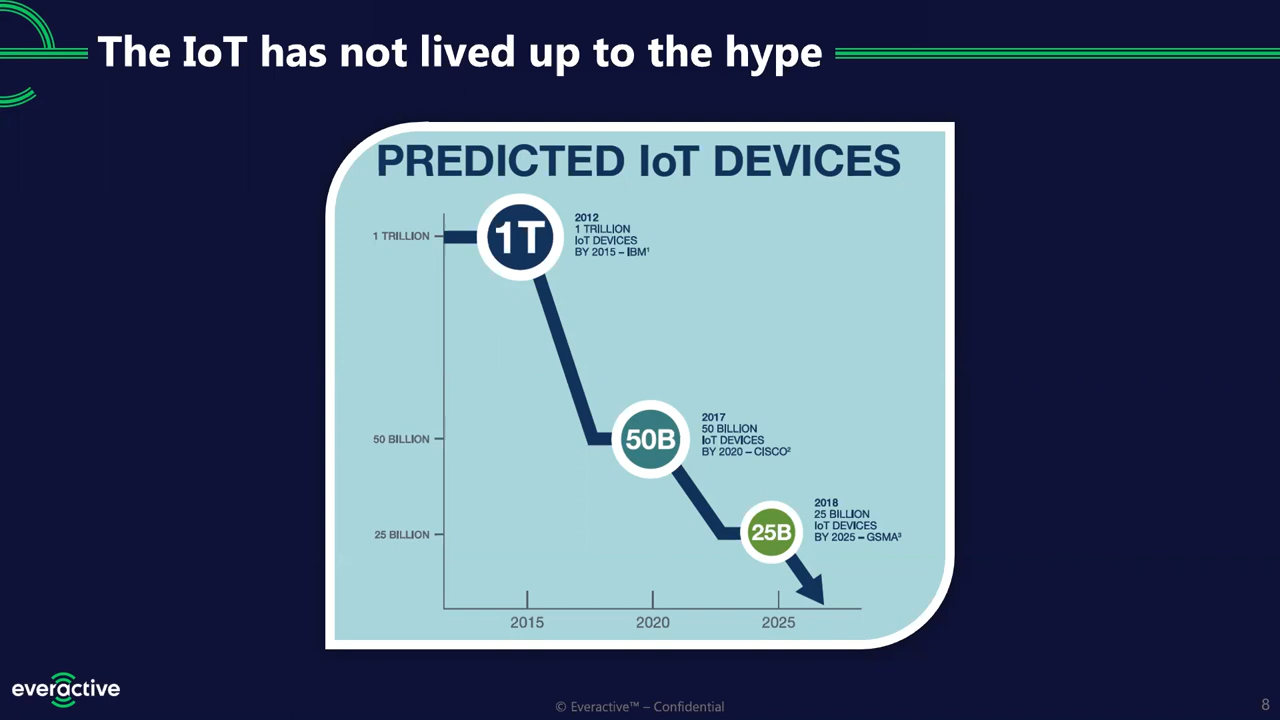 The IoT has not lived up to the hype
PREDICTED IoT DEVICES
1 TRILLION
1T
2012
1 TRILLION
IoT DEVICES
BY 2015 – IBM¹
50 BILLION
50B
2017
50 BILLION
IoT DEVICES
BY 2020 – CISCO²
25 BILLION
25B
2018
25 BILLION
IoT DEVICES
BY 2025 – GSMA³
2015 2020 2025
everactive
© Everactive™ – Confidential
8